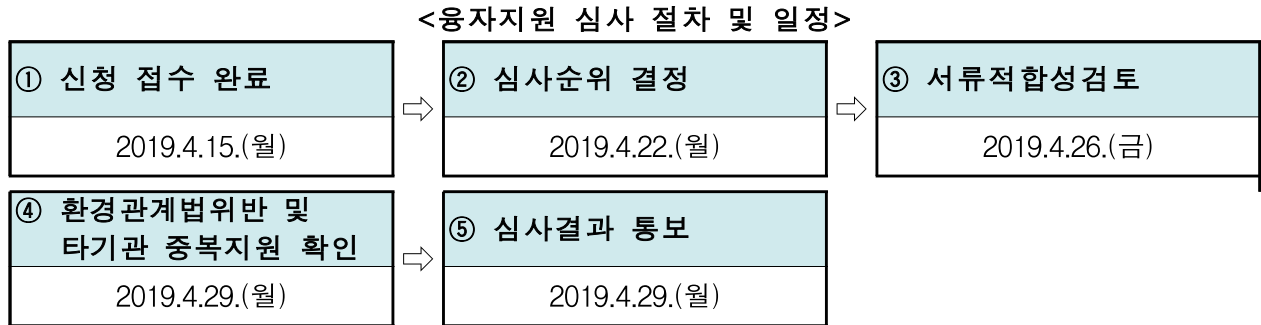 <융자지원 심사 절차 및 일정>
① 신청 접수 완료
⇨
② 심사순위 결정
⇨
③ 서류적합성검토
2019.4.15.(월)
2019.4.22.(월)
2019.4.26.(금)
④ 환경관계법위반 및
타기관 중복지원 확인
⇨
⑤ 심사결과 통보
2019.4.29.(월)
2019.4.29.(월)